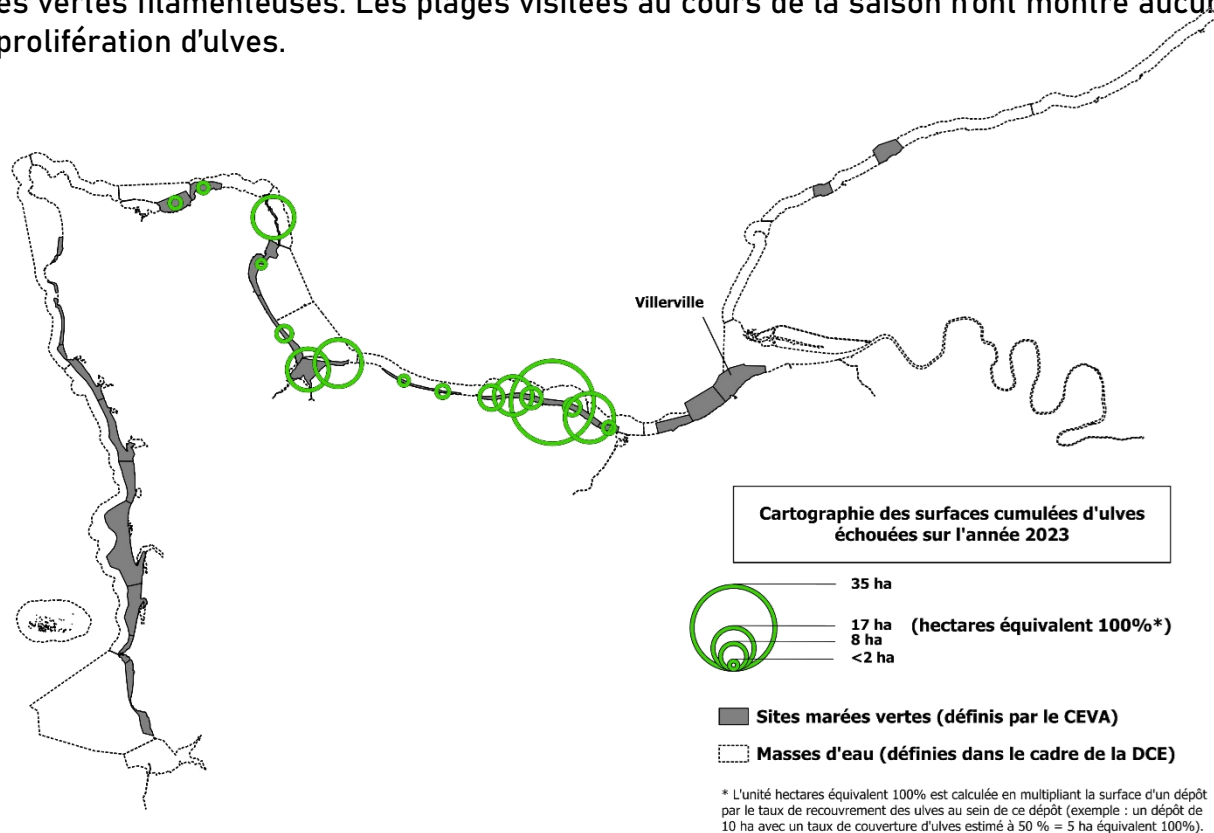 es vertes filamenteuses. Les plages visitées au cours de la saison n'ont montré aucun
prolifération d'ulves.
Villerville
Cartographie des surfaces cumulées d'ulves
échouées sur l'année 2023
35 ha
17 ha (hectares équivalent 100%*)
8 ha
<2 ha
Sites marées vertes (définis par le CEVA)
Masses d'eau (définies dans le cadre de la DCE)
* L'unité hectares équivalent 100% est calculée en multipliant la surface d'un dépôt
par le taux de recouvrement des ulves au sein de ce dépôt (exemple : un dépôt de
10 ha avec un taux de couverture d'ulves estimé à 50 % = 5 ha équivalent 100%).